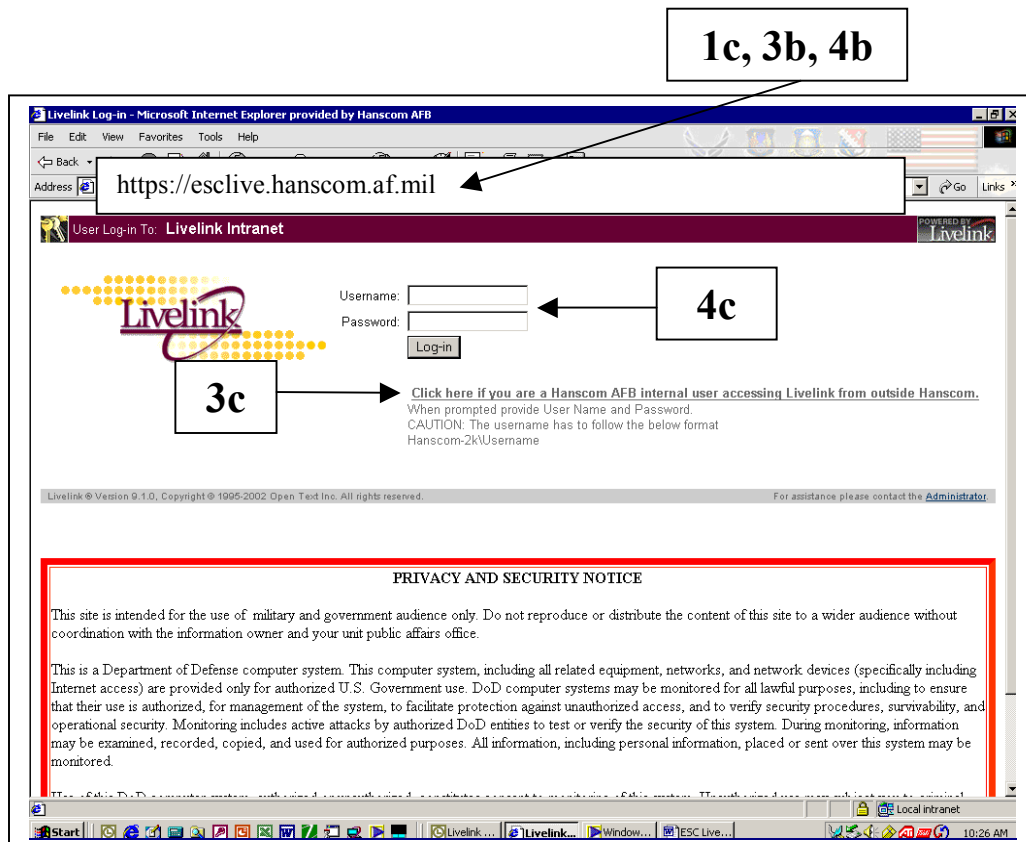 1c, 3b, 4b
Livelink Log-in - Microsoft Internet Explorer provided by Hanscom AFB
File Edit View Favorites Tools Help
Back
Address https://esclive.hanscom.af.mil Go Links »
User Log-in To: Livelink Intranet
POWERED BY
Livelink
Livelink
Username:
4c
Password:
Log-in
3c
Click here if you are a Hanscom AFB internal user accessing Livelink from outside Hanscom.
When prompted provide User Name and Password.
CAUTION: The username has to follow the below format
Hanscom-2k\Username
Livelink ® Version 9.1.0, Copyright © 1995-2002 Open Text Inc. All rights reserved. For assistance please contact the Administrator.
PRIVACY AND SECURITY NOTICE
This site is intended for the use of military and government audience only. Do not reproduce or distribute the content of this site to a wider audience without
coordination with the information owner and your unit public affairs office.
This is a Department of Defense computer system. This computer system, including all related equipment, networks, and network devices (specifically including
Internet access) are provided only for authorized U.S. Government use. DoD computer systems may be monitored for all lawful purposes, including to ensure
that their use is authorized, for management of the system, to facilitate protection against unauthorized access, and to verify security procedures, survivability, and
operational security. Monitoring includes active attacks by authorized DoD entities to test or verify the security of this system. During monitoring, information
may be examined, recorded, copied, and used for authorized purposes. All information, including personal information, placed or sent over this system may be
monitored.
Local intranet
Start Livelink ... Livelink... Window... ESC Live... 10:26 AM